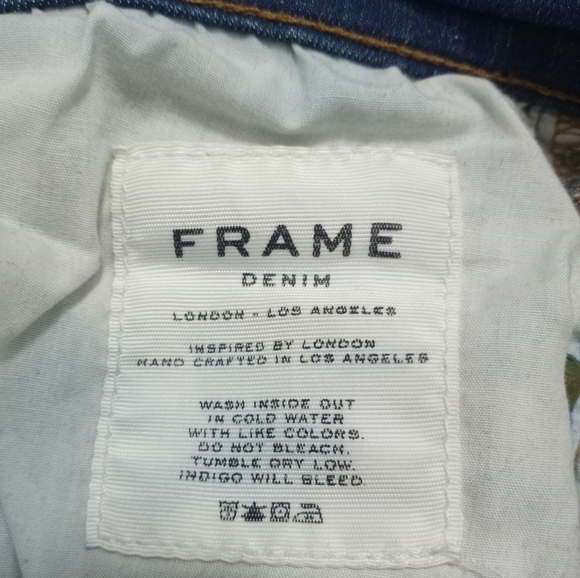 FRAME
DENIM
LONDON - LOS ANGELES
INSPIRED BY LONDON
HAND CRAFTED IN LOS ANGELES
WASH INSIDE OUT
IN COLD WATER
WITH LIKE COLORS.
DO NOT BLEACH.
TUMBLE DRY LOW.
INDIGO WILL BLEED